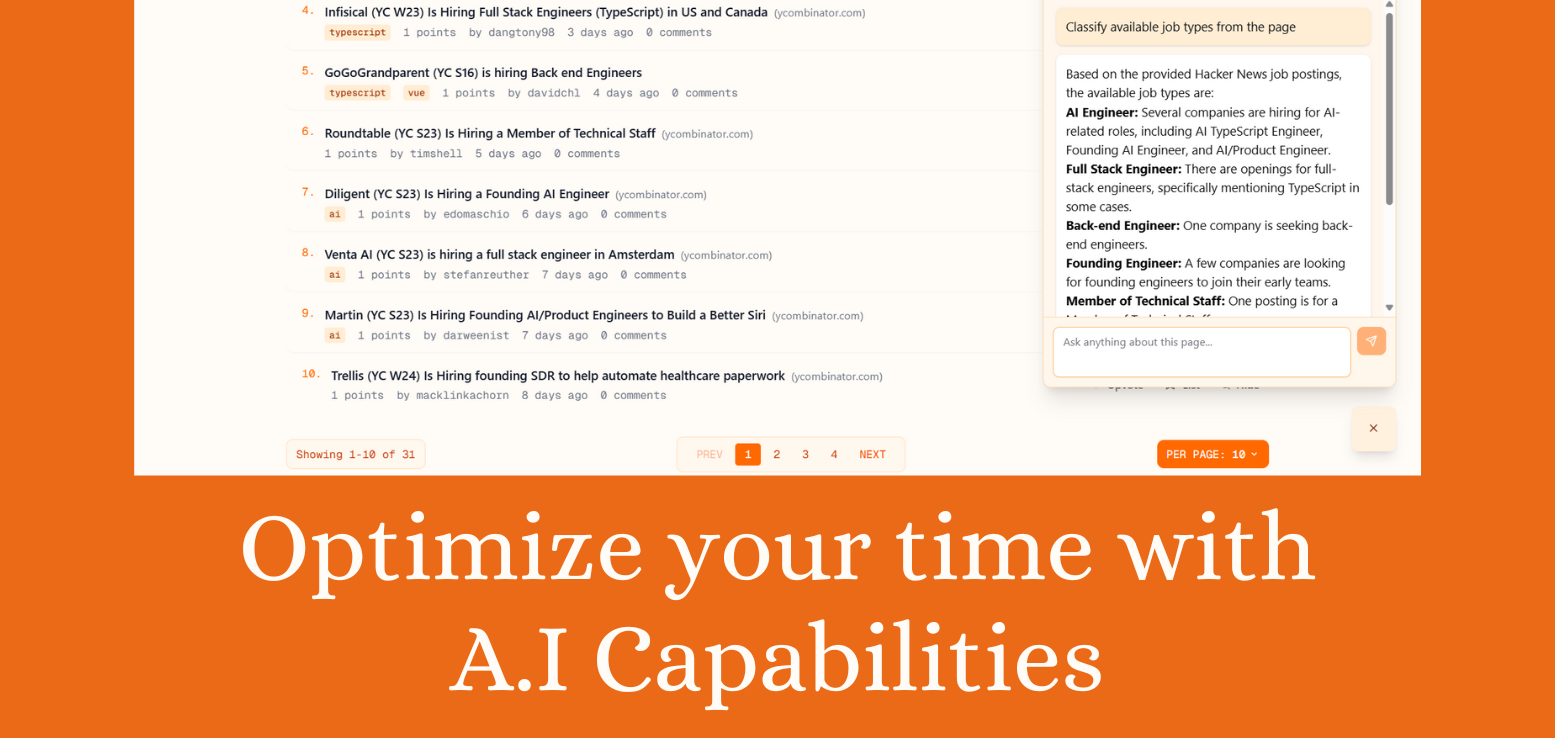 4. Infisical (YC W23) Is Hiring Full Stack Engineers (TypeScript) in US and Canada (ycombinator.com)
typescript 1 points by dangtony98 3 days ago 0 comments
5. GoGoGrandparent (YC S16) is hiring Back end Engineers
typescript vue 1 points by davidchl 4 days ago 0 comments
6. Roundtable (YC S23) Is Hiring a Member of Technical Staff (ycombinator.com)
1 points by timshell 5 days ago 0 comments
7. Diligent (YC S23) Is Hiring a Founding AI Engineer (ycombinator.com)
ai 1 points by edomaschio 6 days ago 0 comments
8. Venta AI (YC S23) is hiring a full stack engineer in Amsterdam (ycombinator.com)
ai 1 points by stefanreuther 7 days ago 0 comments
9. Martin (YC S23) Is Hiring Founding AI/Product Engineers to Build a Better Siri (ycombinator.com)
ai 1 points by darweenist 7 days ago 0 comments
10. Trellis (YC W24) Is Hiring founding SDR to help automate healthcare paperwork (ycombinator.com)
1 points by macklinkachorn 8 days ago 0 comments
Classify available job types from the page
Based on the provided Hacker News job postings,
the available job types are:
AI Engineer: Several companies are hiring for AI-
related roles, including AI TypeScript Engineer,
Founding AI Engineer, and AI/Product Engineer.
Full Stack Engineer: There are openings for full-
stack engineers, specifically mentioning TypeScript in
some cases.
Back-end Engineer: One company is seeking back-
end engineers.
Founding Engineer: A few companies are looking
for founding engineers to join their early teams.
Member of Technical Staff: One posting is for a
Ask anything about this page...
Showing 1-10 of 31
PREV 1 2 3 4 NEXT
PER PAGE: 10
Optimize your time with
A.I Capabilities